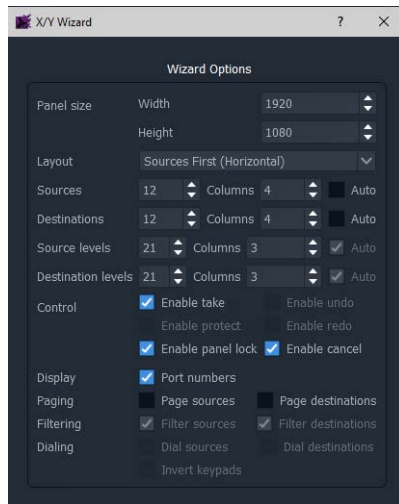 X/Y Wizard ?
Wizard Options
Panel size Width 1920
Height 1080
Layout Sources First (Horizontal)
Sources 12 Columns 4 Auto
Destinations 12 Columns 4 Auto
Source levels 21 Columns 3 Auto
Destination levels 21 Columns 3 Auto
Control Enable take Enable undo
Enable protect Enable redo
Enable panel lock Enable cancel
Display Port numbers
Paging Page sources Page destinations
Filtering Filter sources Filter destinations
Dialing Dial sources Dial destinations
Invert keypads